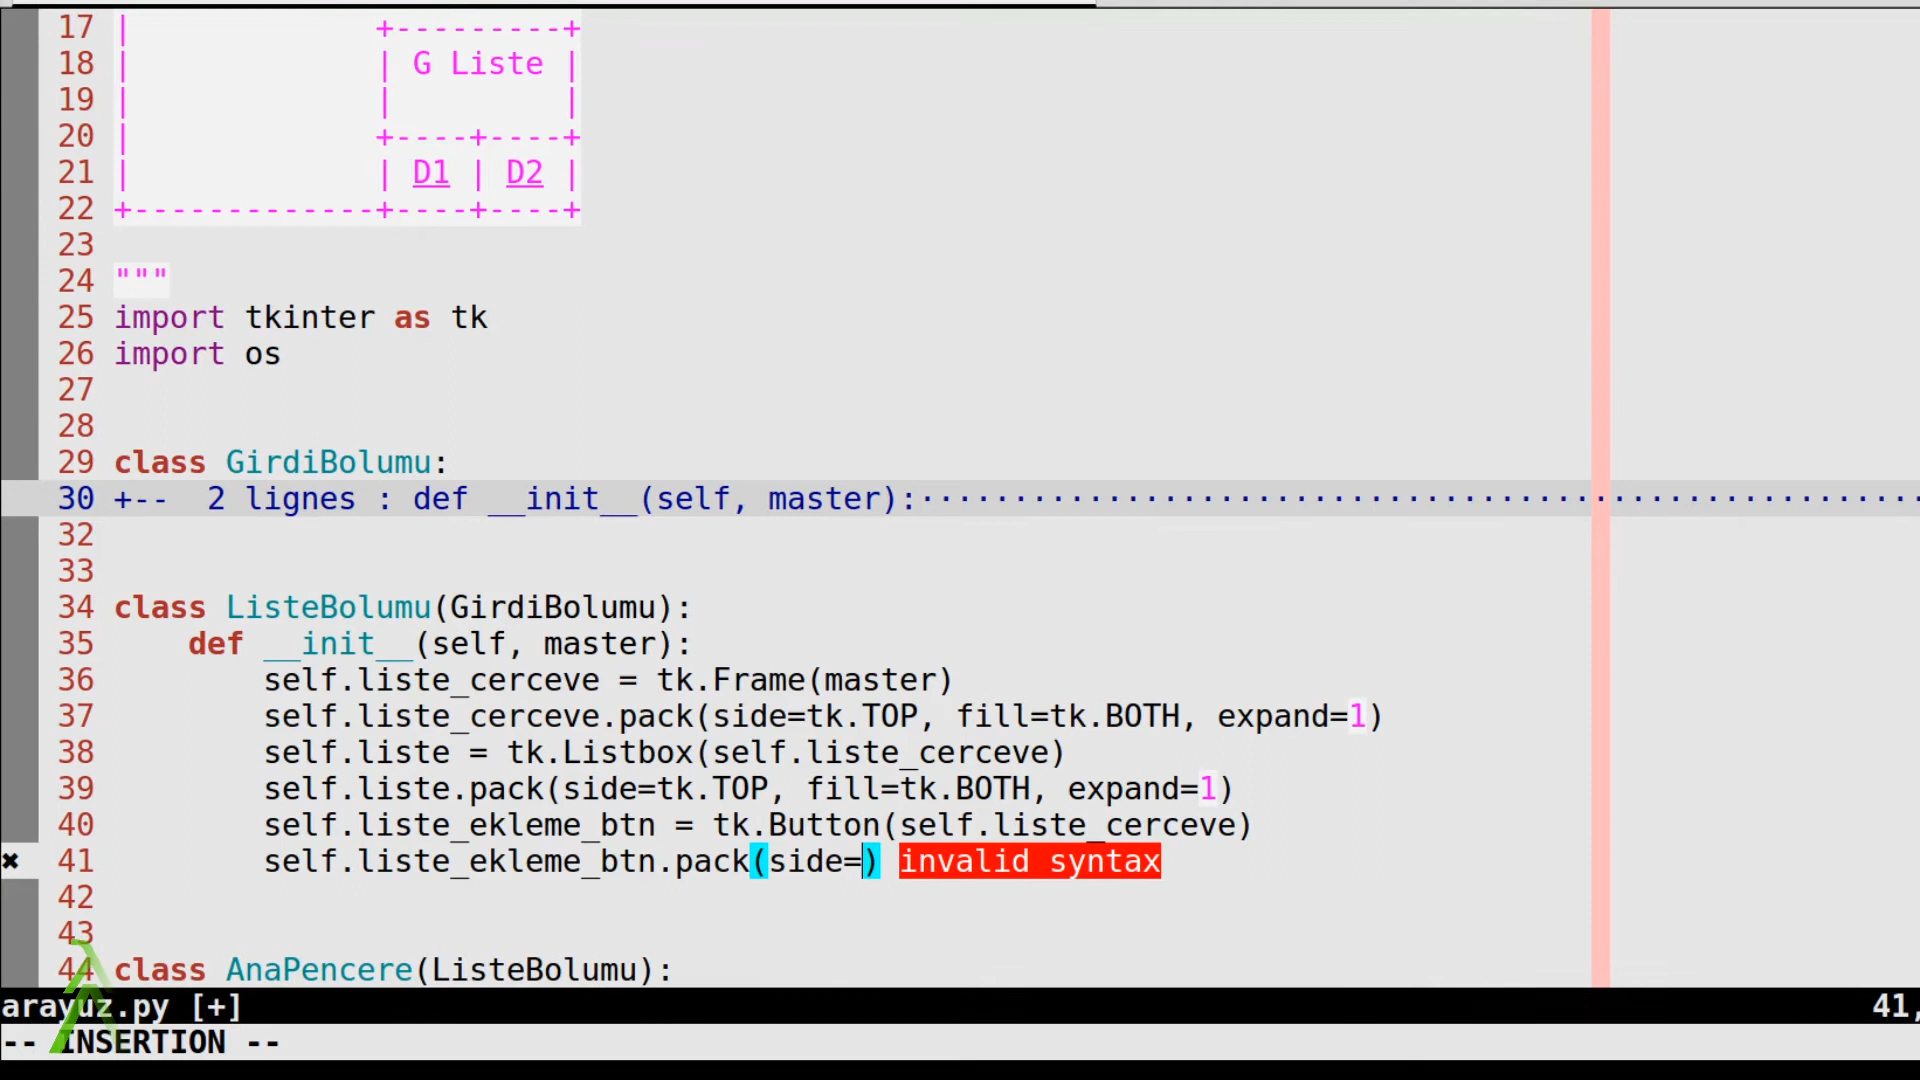 17 |             +---------+
18 |             | G Liste |
19 |             |         |
20 |             +----+----+
21 |             | D1 | D2 |
22 +-------------+----+----+
23
24 """
25 import tkinter as tk
26 import os
27
28
29 class GirdiBolumu:
30 +--  2 lignes : def __init__(self, master):······················································
32
33
34 class ListeBolumu(GirdiBolumu):
35     def __init__(self, master):
36         self.liste_cerceve = tk.Frame(master)
37         self.liste_cerceve.pack(side=tk.TOP, fill=tk.BOTH, expand=1)
38         self.liste = tk.Listbox(self.liste_cerceve)
39         self.liste.pack(side=tk.TOP, fill=tk.BOTH, expand=1)
40         self.liste_ekleme_btn = tk.Button(self.liste_cerceve)
✖ 41         self.liste_ekleme_btn.pack(side=) invalid syntax
42
43
44 class AnaPencere(ListeBolumu):
arayuz.py [+] 41,
-- INSERTION --